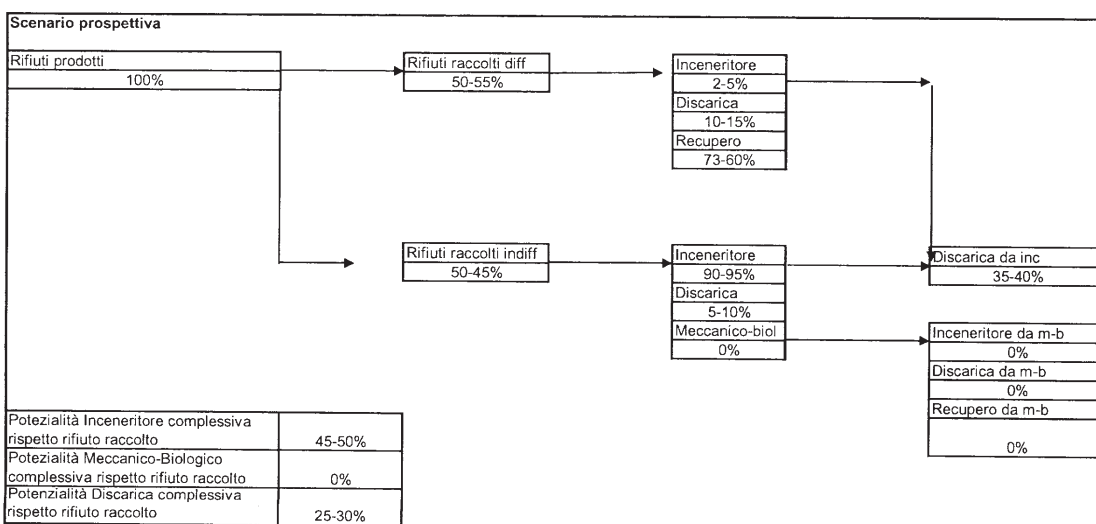 Scenario prospettiva
Rifiuti prodotti
100%
Rifiuti raccolti diff
50-55%
Inceneritore
2-5%
Discarica
10-15%
Recupero
73-60%
Rifiuti raccolti indiff
50-45%
Inceneritore
90-95%
Discarica
5-10%
Meccanico-biol
0%
Discarica da inc
35-40%
Inceneritore da m-b
0%
Discarica da m-b
0%
Recupero da m-b
0%
Potezialità Inceneritore complessiva
rispetto rifiuto raccolto 45-50%
Potezialità Meccanico-Biologico
complessiva rispetto rifiuto raccolto 0%
Potenzialità Discarica complessiva
rispetto rifiuto raccolto 25-30%